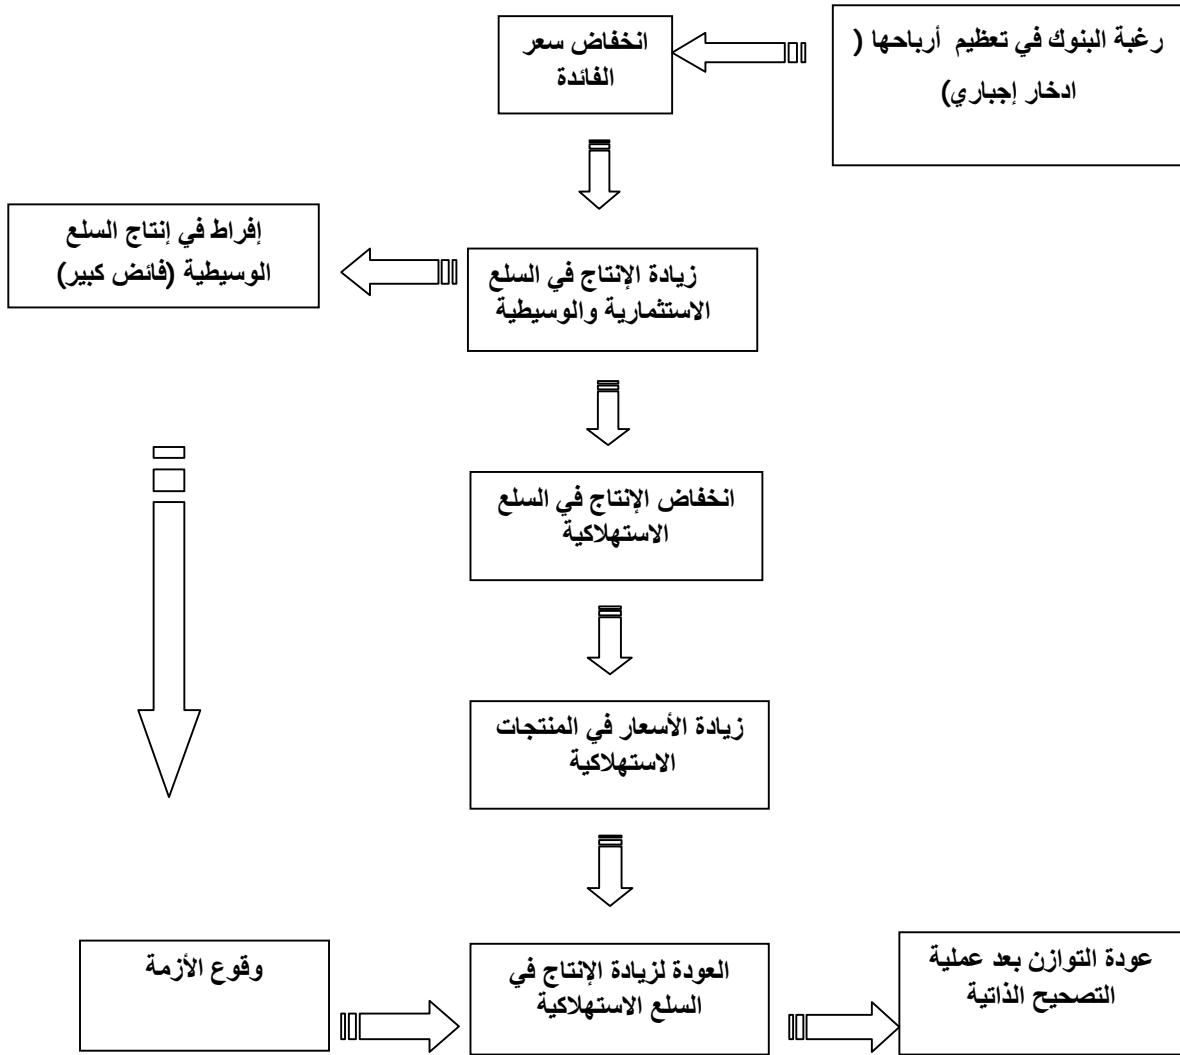 رغبة البنوك في تعظيم أرباحها (
ادخار إجباري)
انخفاض سعر
الفائدة
زيادة الإنتاج في السلع
الاستثمارية والوسيطية
إفراط في إنتاج السلع
الوسيطية (فائض كبير)
انخفاض الإنتاج في السلع
الاستهلاكية
زيادة الأسعار في المنتجات
الاستهلاكية
وقوع الأزمة
العودة لزيادة الإنتاج في
السلع الاستهلاكية
عودة التوازن بعد عملية
التصحيح الذاتية